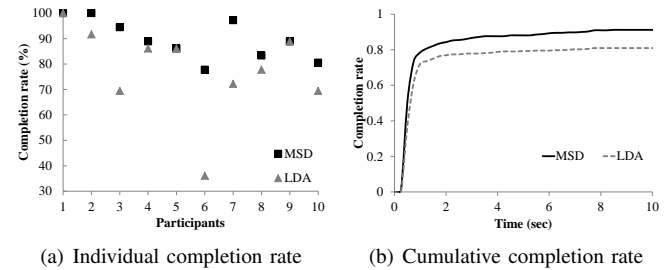 Completion rate (%)
100
90
80
70
60
50
40
30
1 2 3 4 5 6 7 8 9 10
Participants
MSD
LDA
(a) Individual completion rate
Completion rate
1
0.8
0.6
0.4
0.2
0
0 2 4 6 8 10
Time (sec)
MSD LDA
(b) Cumulative completion rate